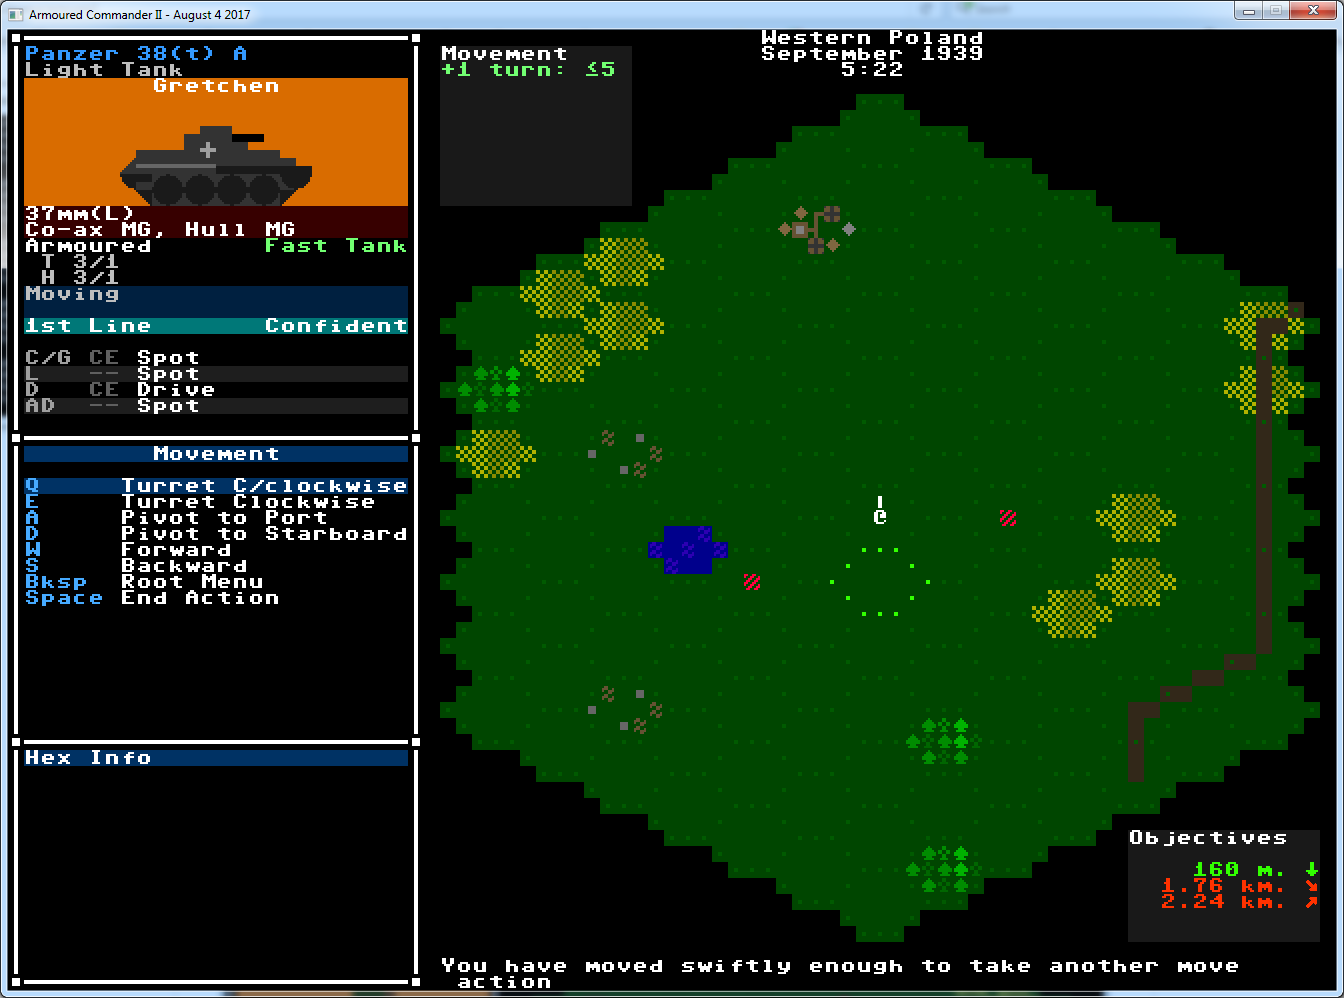 Armoured Commander II - August 4 2017
Panzer 38(t) A
Light Tank
Gretchen
37mm(L)
Co-ax MG, Hull MG
Armoured Fast Tank
T 3/1
H 3/1
Moving
1st Line Confident
C/G CE Spot
L -- Spot
D CE Drive
AD -- Spot
Movement
Q Turret C/clockwise
E Turret Clockwise
A Pivot to Port
D Pivot to Starboard
W Forward
S Backward
Bksp Root Menu
Space End Action
Hex Info
Movement
+1 turn: ≤5
Western Poland
September 1939
5:22
Objectives
160 m. ↓
1.76 km. ↘
2.24 km. ↗
You have moved swiftly enough to take another move
action